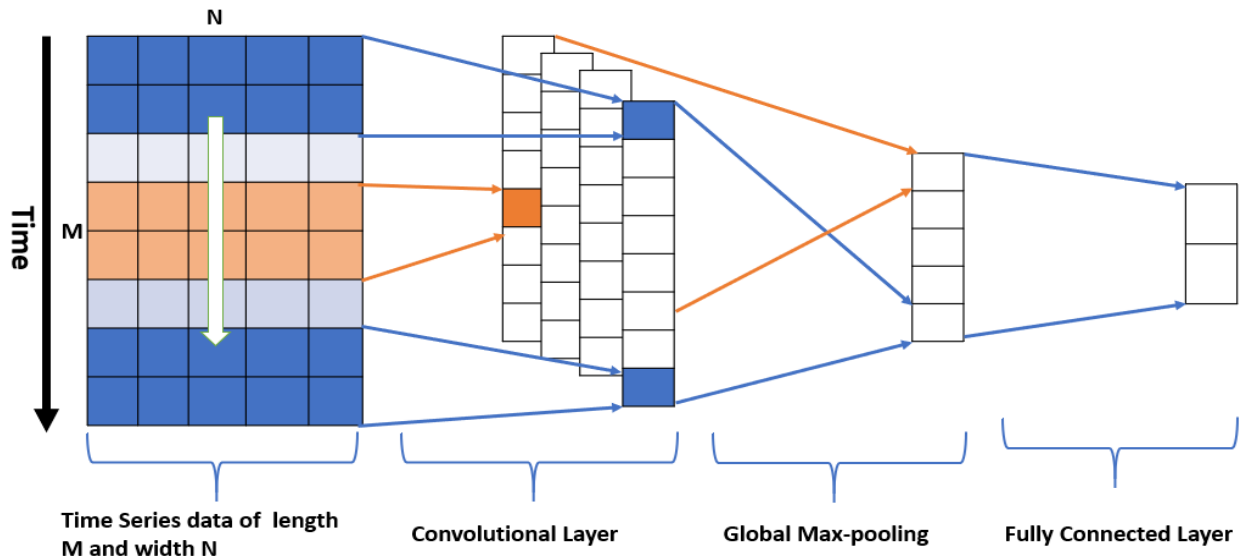 N
Time
M
Time Series data of length
M and width N
Convolutional Layer
Global Max-pooling
Fully Connected Layer